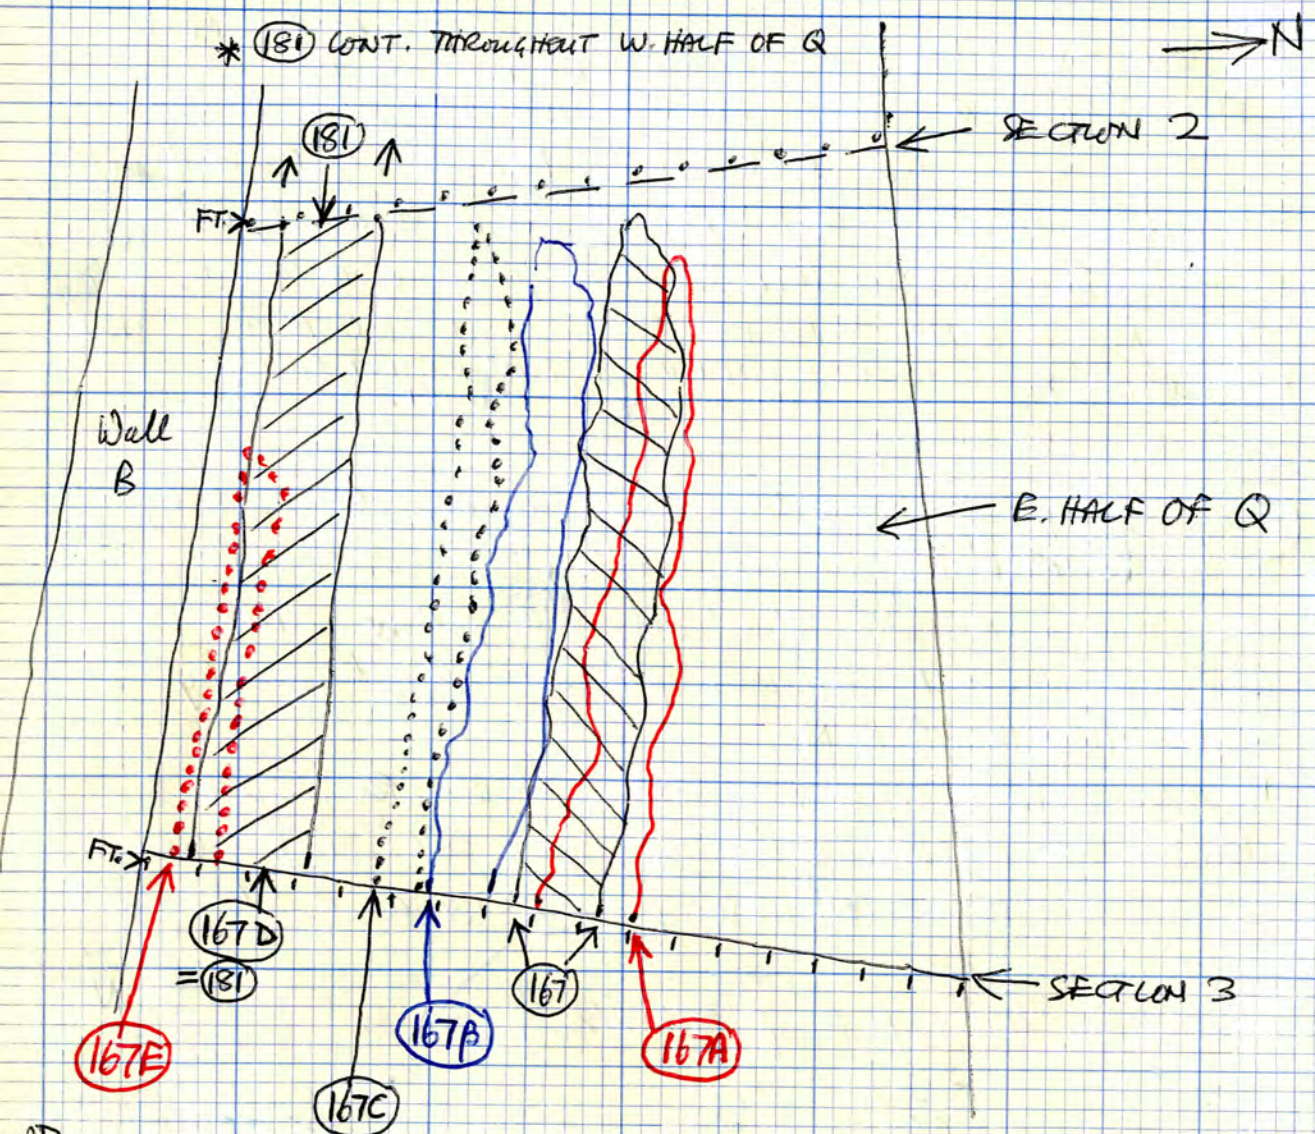 * 181 CONT. THROUGHOUT W. HALF OF Q
N
SECTION 2
181
FT.
Wall
B
E. HALF OF Q
FT.
167D
=181
167
SECTION 3
167E
167B
167A
167C